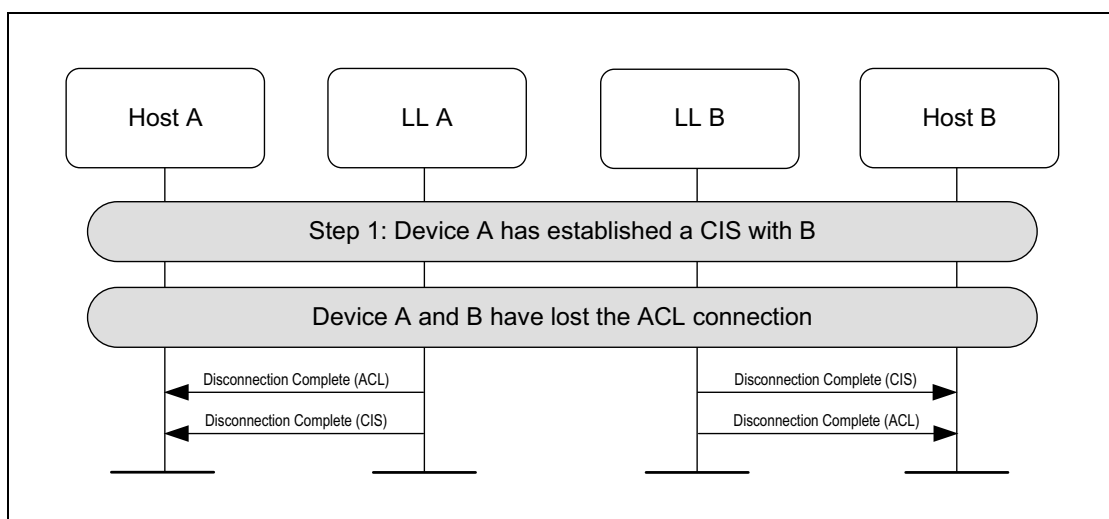 Host A
LL A
LL B
Host B
Step 1: Device A has established a CIS with B
Device A and B have lost the ACL connection
Disconnection Complete (ACL)
Disconnection Complete (CIS)
Disconnection Complete (CIS)
Disconnection Complete (ACL)